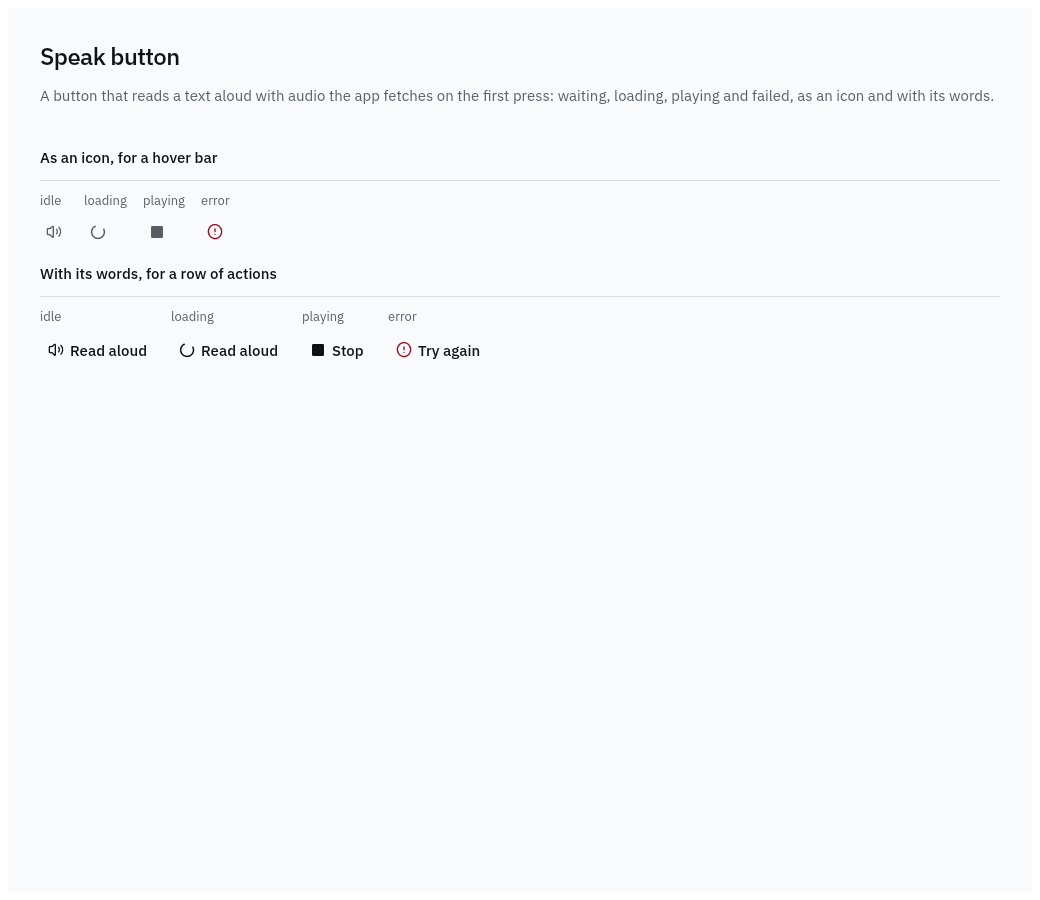 Speak button
A button that reads a text aloud with audio the app fetches on the first press: waiting, loading, playing and failed, as an icon and with its words.
As an icon, for a hover bar
idle loading playing error
With its words, for a row of actions
idle loading playing error
Read aloud Read aloud Stop Try again